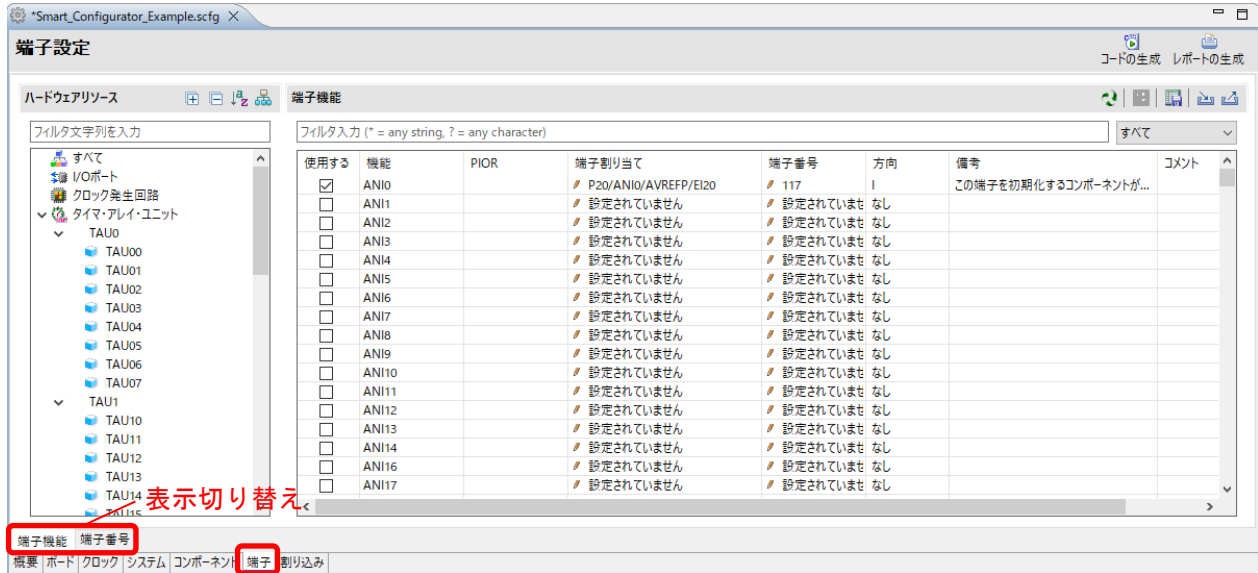 *Smart_Configurator_Example.scfg
端子設定
コードの生成 レポートの生成
ハードウェアリソース
フィルタ文字列を入力
すべて
I/Oポート
クロック発生回路
タイマ・アレイ・ユニット
TAU0
TAU00
TAU01
TAU02
TAU03
TAU04
TAU05
TAU06
TAU07
TAU1
TAU10
TAU11
TAU12
TAU13
TAU14
TAU15
端子機能
フィルタ入力 (* = any string, ? = any character)
すべて
使用する 機能 PIOR 端子割り当て 端子番号 方向 備考 コメント
ANI0 P20/ANI0/AVREFP/EI20 117 I この端子を初期化するコンポーネントが...
ANI1 設定されていません 設定されていませ なし
ANI2 設定されていません 設定されていませ なし
ANI3 設定されていません 設定されていませ なし
ANI4 設定されていません 設定されていませ なし
ANI5 設定されていません 設定されていませ なし
ANI6 設定されていません 設定されていませ なし
ANI7 設定されていません 設定されていませ なし
ANI8 設定されていません 設定されていませ なし
ANI9 設定されていません 設定されていませ なし
ANI10 設定されていません 設定されていませ なし
ANI11 設定されていません 設定されていませ なし
ANI12 設定されていません 設定されていませ なし
ANI13 設定されていません 設定されていませ なし
ANI14 設定されていません 設定されていませ なし
ANI16 設定されていません 設定されていませ なし
ANI17 設定されていません 設定されていませ なし
表示切り替え
端子機能 端子番号
概要 ボード クロック システム コンポーネント 端子 割り込み